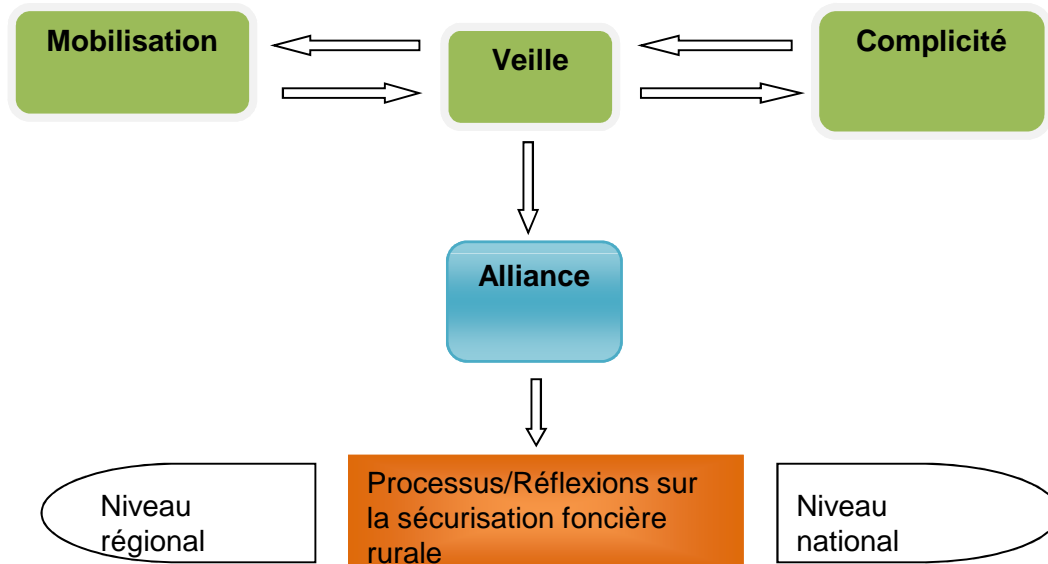 Mobilisation
Veille
Complicité
Alliance
Niveau
régional
Processus/Réflexions sur
la sécurisation foncière
rurale
Niveau
national